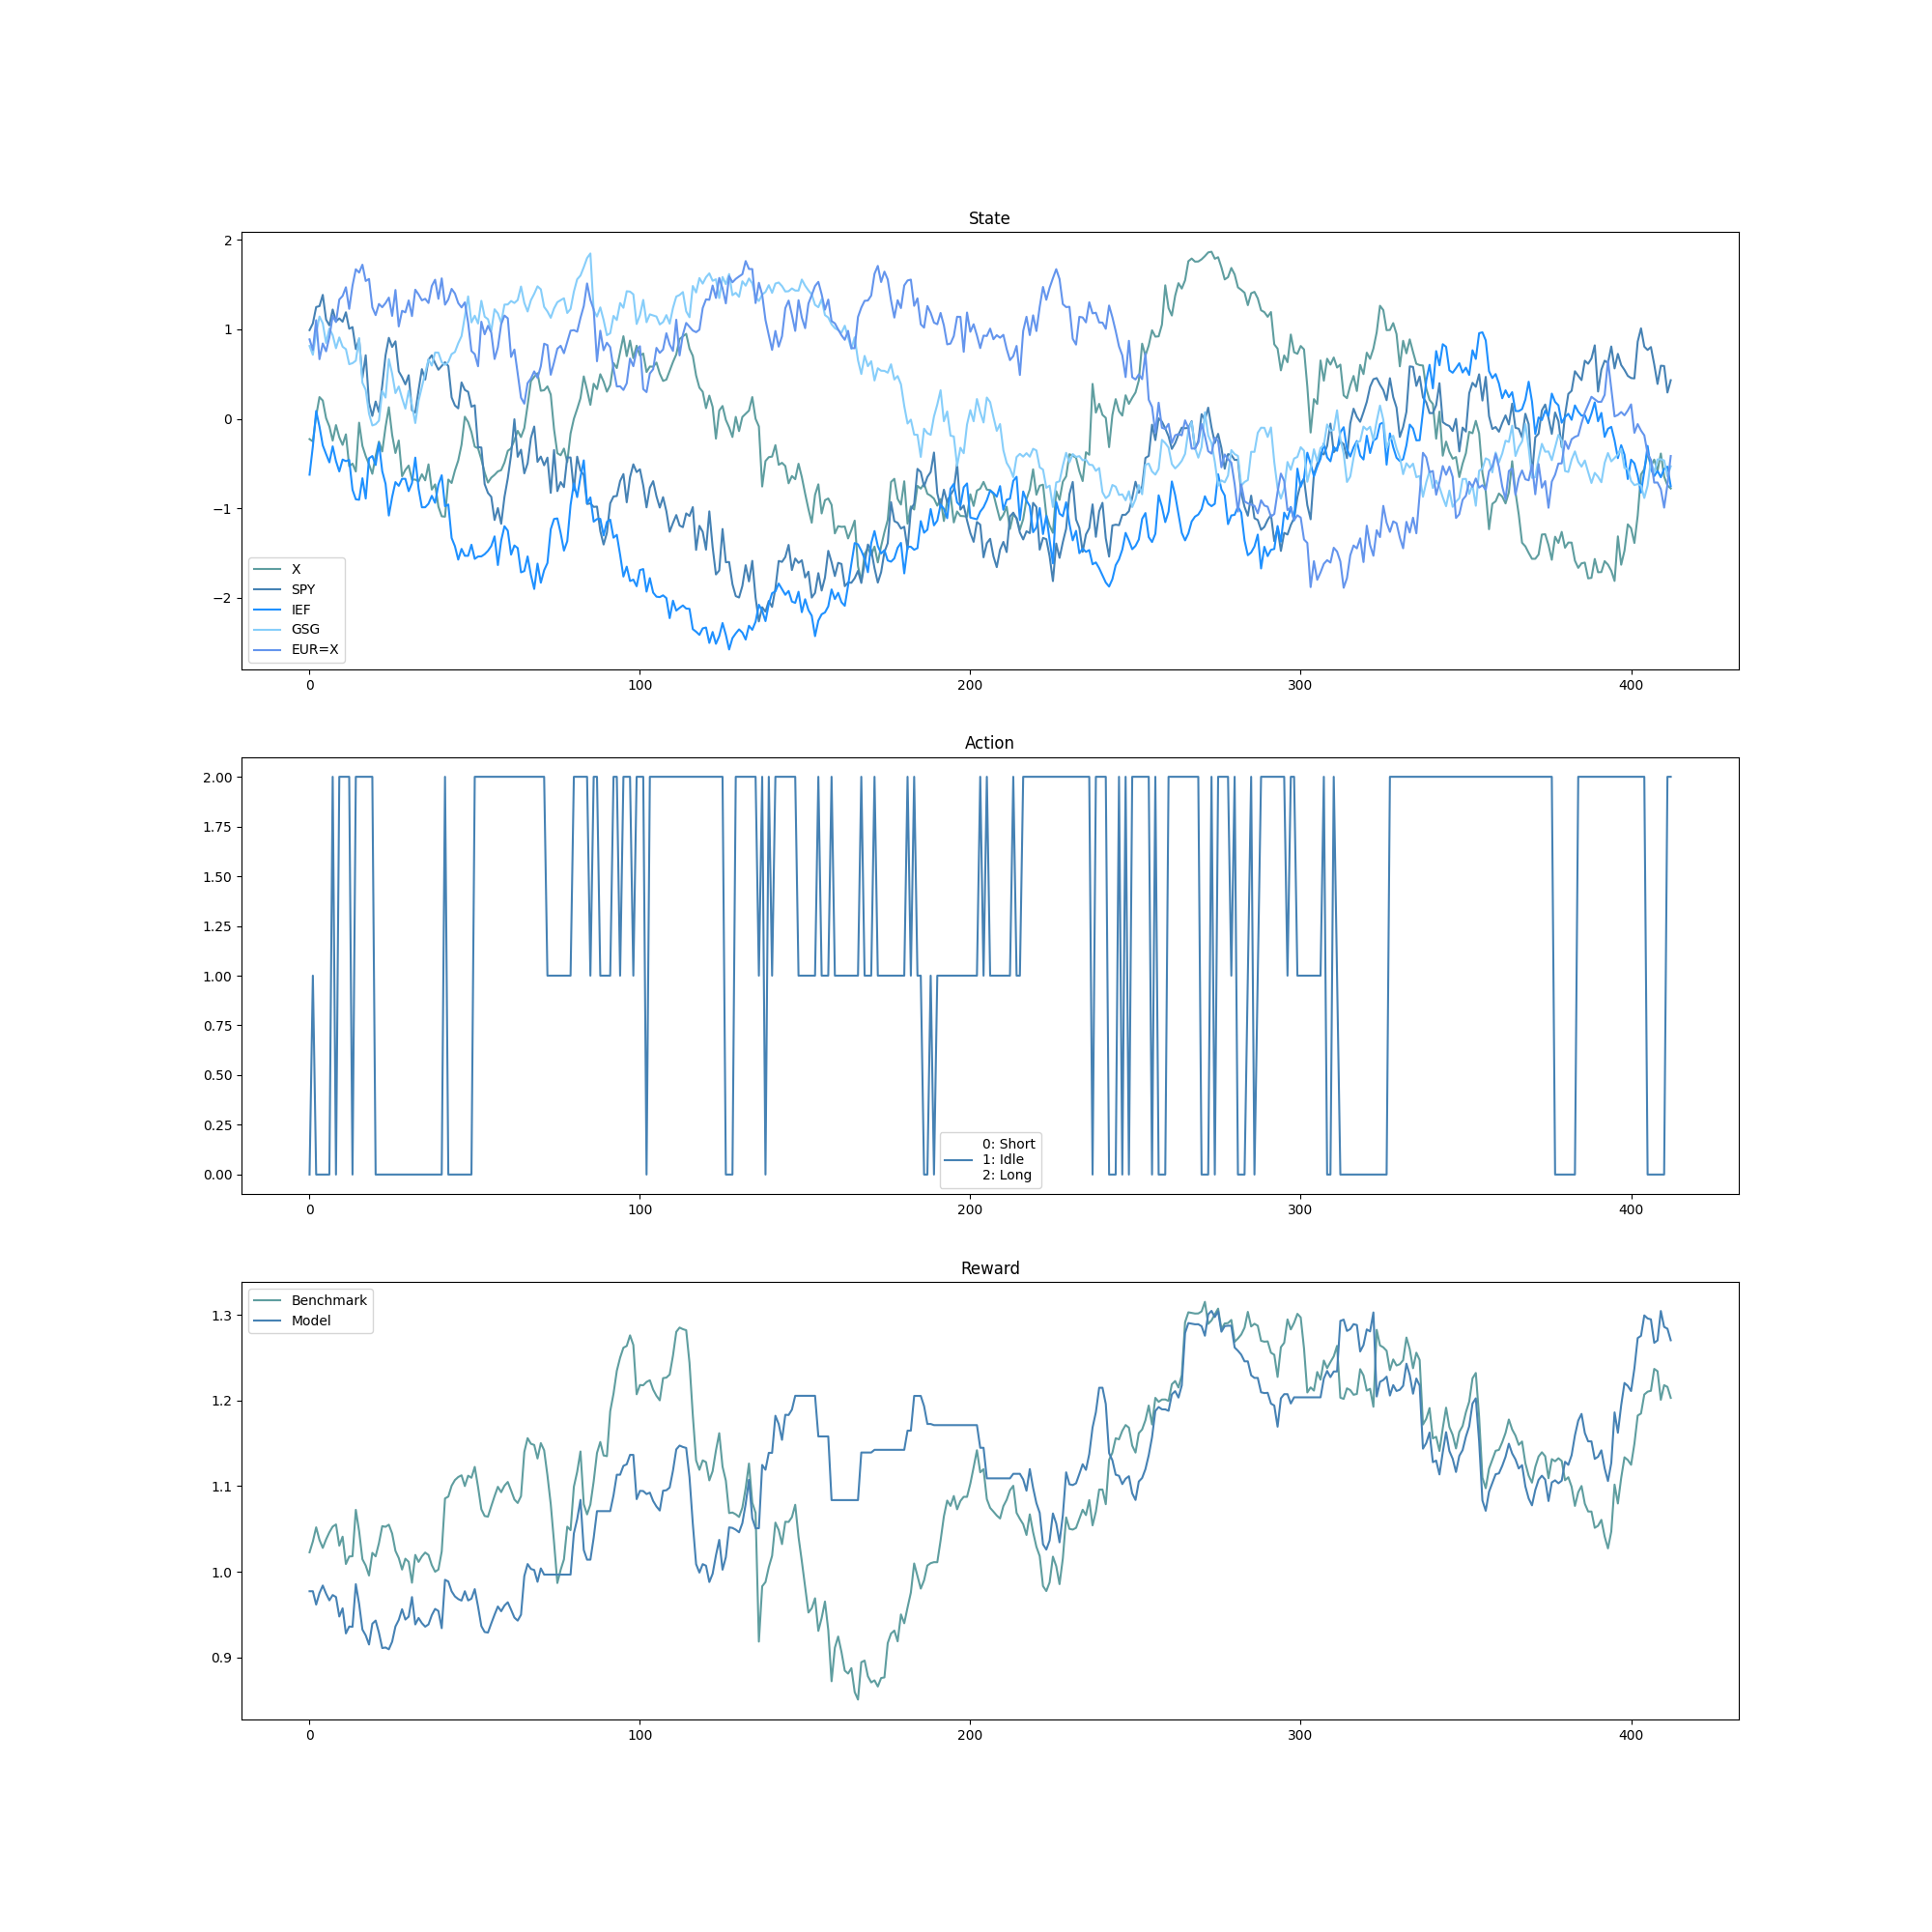 State
2
1
0
−1
−2
X
SPY
IEF
GSG
EUR=X
0 100 200 300 400
Action
2.00
1.75
1.50
1.25
1.00
0.75
0.50
0.25
0.00
0: Short
1: Idle
2: Long
0 100 200 300 400
Reward
Benchmark
Model
1.3
1.2
1.1
1.0
0.9
0 100 200 300 400